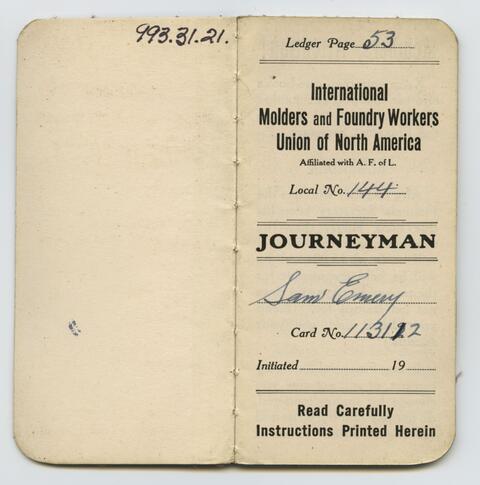 993.31.21.
Ledger Page 53
International
Molders and Foundry Workers
Union of North America
Affiliated with A. F. of L.
Local No. 144
JOURNEYMAN
Sam Emery
Card No. 113122
Initiated 19
Read Carefully
Instructions Printed Herein